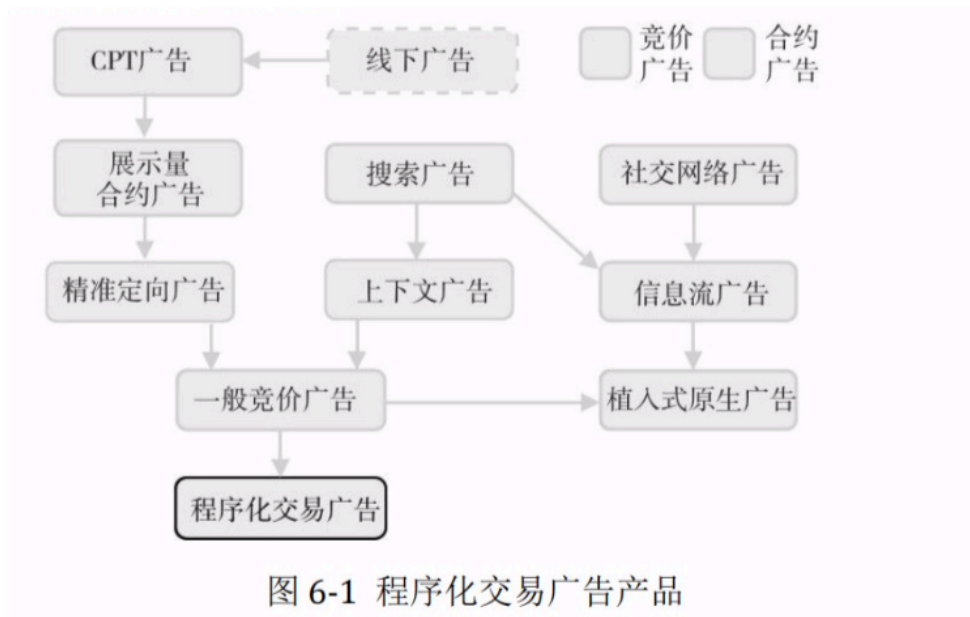 CPT广告
线下广告
竞价
广告
合约
广告
展示量
合约广告
搜索广告
社交网络广告
精准定向广告
上下文广告
信息流广告
一般竞价广告
植入式原生广告
程序化交易广告
图 6-1 程序化交易广告产品